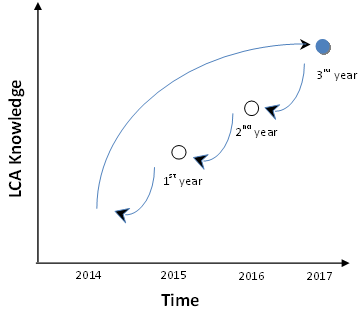 LCA Knowledge
3rd year
2nd year
1st year
2014 2015 2016 2017
Time